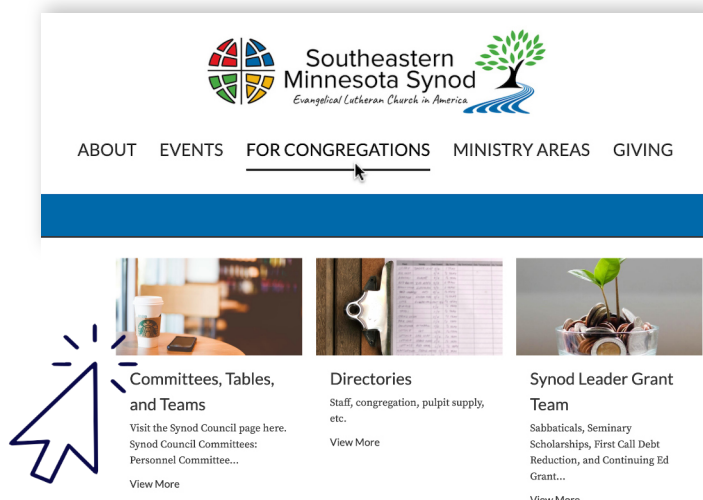 Southeastern
Minnesota Synod
Evangelical Lutheran Church in America
ABOUT EVENTS FOR CONGREGATIONS MINISTRY AREAS GIVING
Committees, Tables,
and Teams
Visit the Synod Council page here.
Synod Council Committees:
Personnel Committee...
View More
Directories
Staff, congregation, pulpit supply,
etc.
View More
Synod Leader Grant
Team
Sabbaticals, Seminary
Scholarships, First Call Debt
Reduction, and Continuing Ed
Grant...
View More